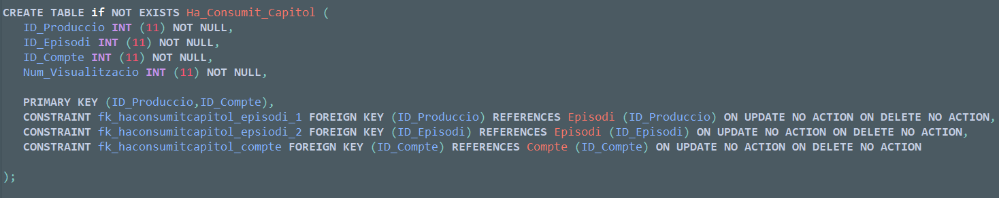 CREATE TABLE if NOT EXISTS Ha_Consumit_Capitol (
ID_Produccio INT (11) NOT NULL,
ID_Episodi INT (11) NOT NULL,
ID_Compte INT (11) NOT NULL,
Num_Visualitzacio INT (11) NOT NULL,
PRIMARY KEY (ID_Produccio,ID_Compte),
CONSTRAINT fk_haconsumitcapitol_episodi_1 FOREIGN KEY (ID_Produccio) REFERENCES Episodi (ID_Produccio) ON UPDATE NO ACTION ON DELETE NO ACTION,
CONSTRAINT fk_haconsumitcapitol_epsiodi_2 FOREIGN KEY (ID_Episodi) REFERENCES Episodi (ID_Episodi) ON UPDATE NO ACTION ON DELETE NO ACTION,
CONSTRAINT fk_haconsumitcapitol_compte FOREIGN KEY (ID_Compte) REFERENCES Compte (ID_Compte) ON UPDATE NO ACTION ON DELETE NO ACTION
);